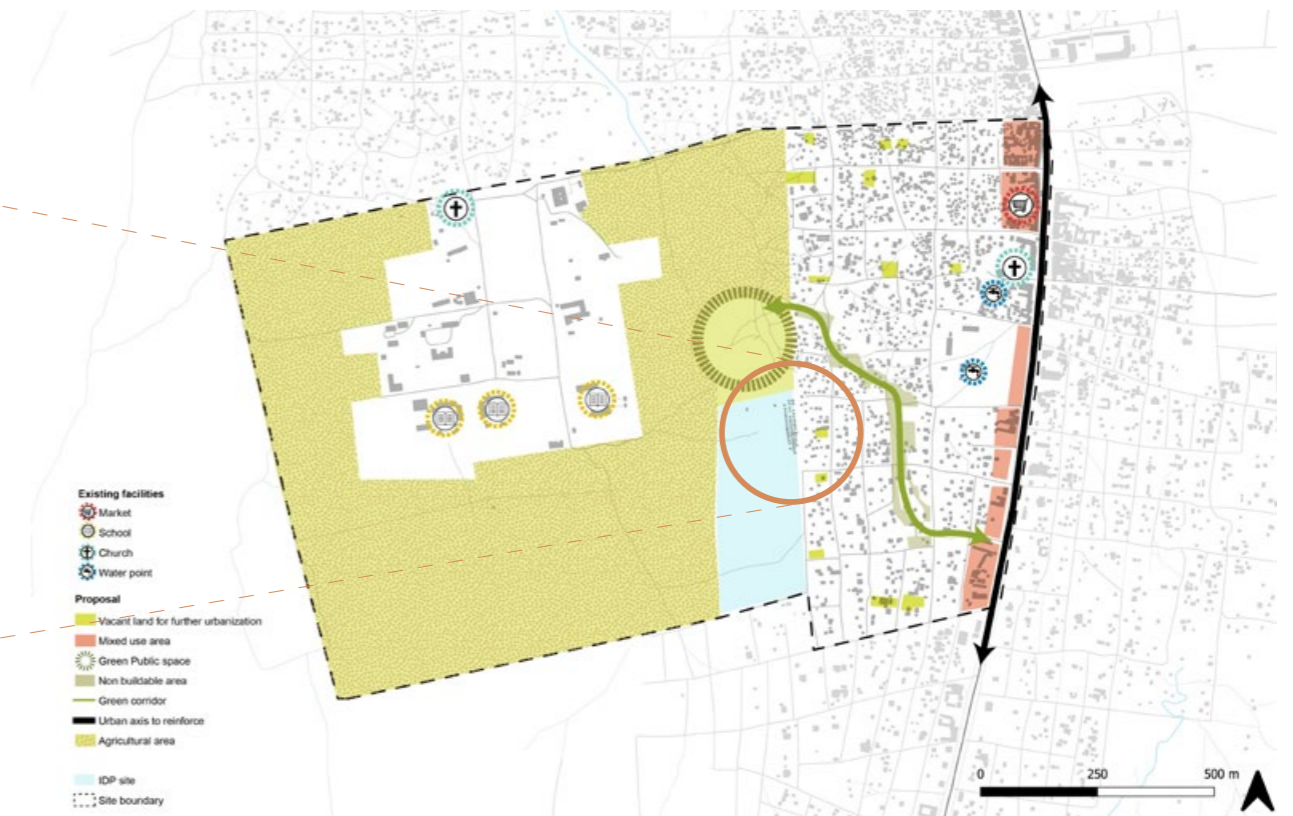 Existing facilities
Market
School
Church
Water point
Proposal
Vacant land for further urbanization
Mixed use area
Green Public space
Non buildable area
Green corridor
Urban axis to reinforce
Agricultural area
IDP site
Site boundary
0 250 500 m